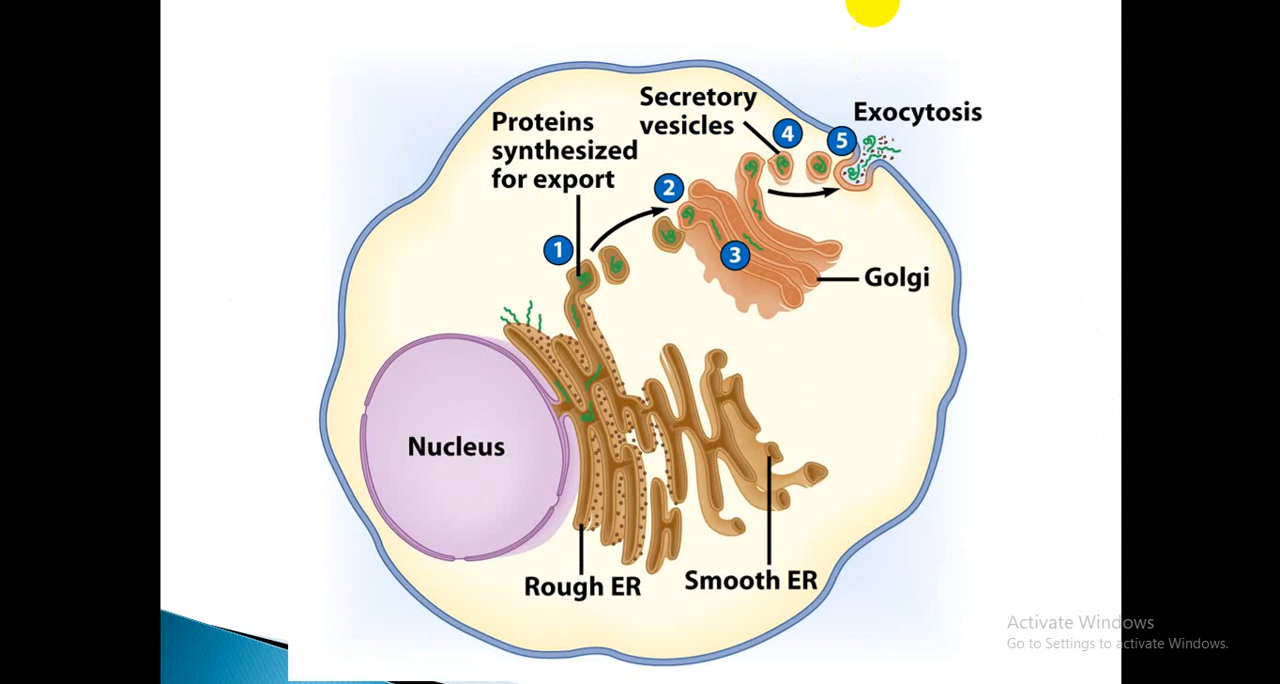 Proteins
synthesized
for export
Secretory
vesicles
Exocytosis
1
2
3
4
5
Golgi
Nucleus
Rough ER
Smooth ER
Activate Windows
Go to Settings to activate Windows.